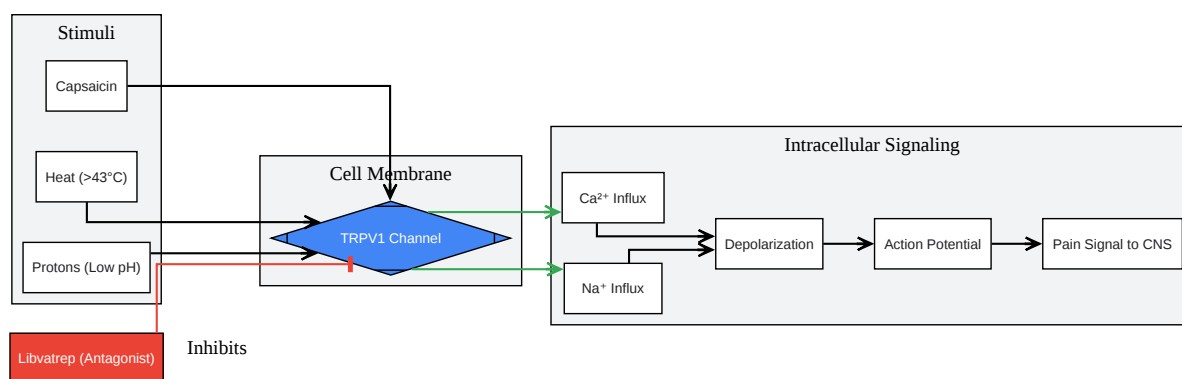 Stimuli
Capsaicin
Heat (>43°C)
Protons (Low pH)
Libvatrep (Antagonist)
Inhibits
Cell Membrane
TRPV1 Channel
Intracellular Signaling
Ca²⁺ Influx
Na⁺ Influx
Depolarization
Action Potential
Pain Signal to CNS